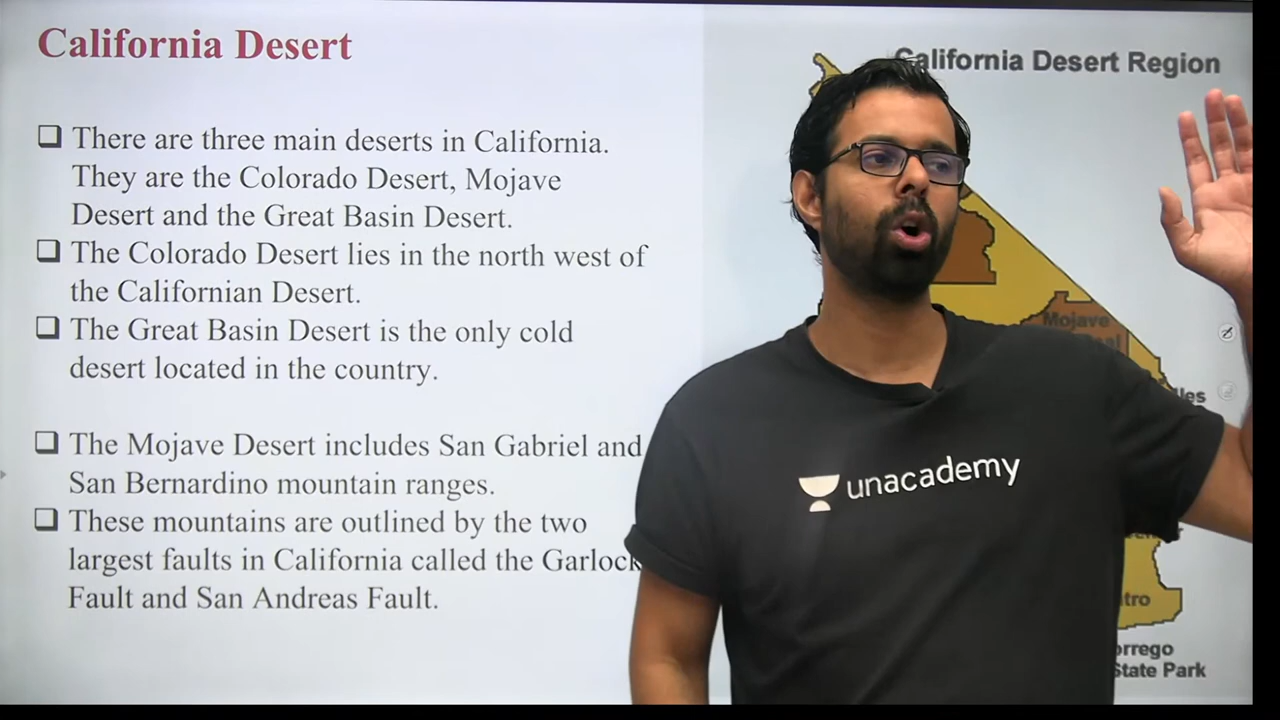 California Desert
California Desert Region
❑ There are three main deserts in California.
They are the Colorado Desert, Mojave
Desert and the Great Basin Desert.
❑ The Colorado Desert lies in the north west of
the Californian Desert.
❑ The Great Basin Desert is the only cold
desert located in the country.
❑ The Mojave Desert includes San Gabriel and
San Bernardino mountain ranges.
❑ These mountains are outlined by the two
largest faults in California called the Garlock
Fault and San Andreas Fault.
Mojave
unacademy
State Park